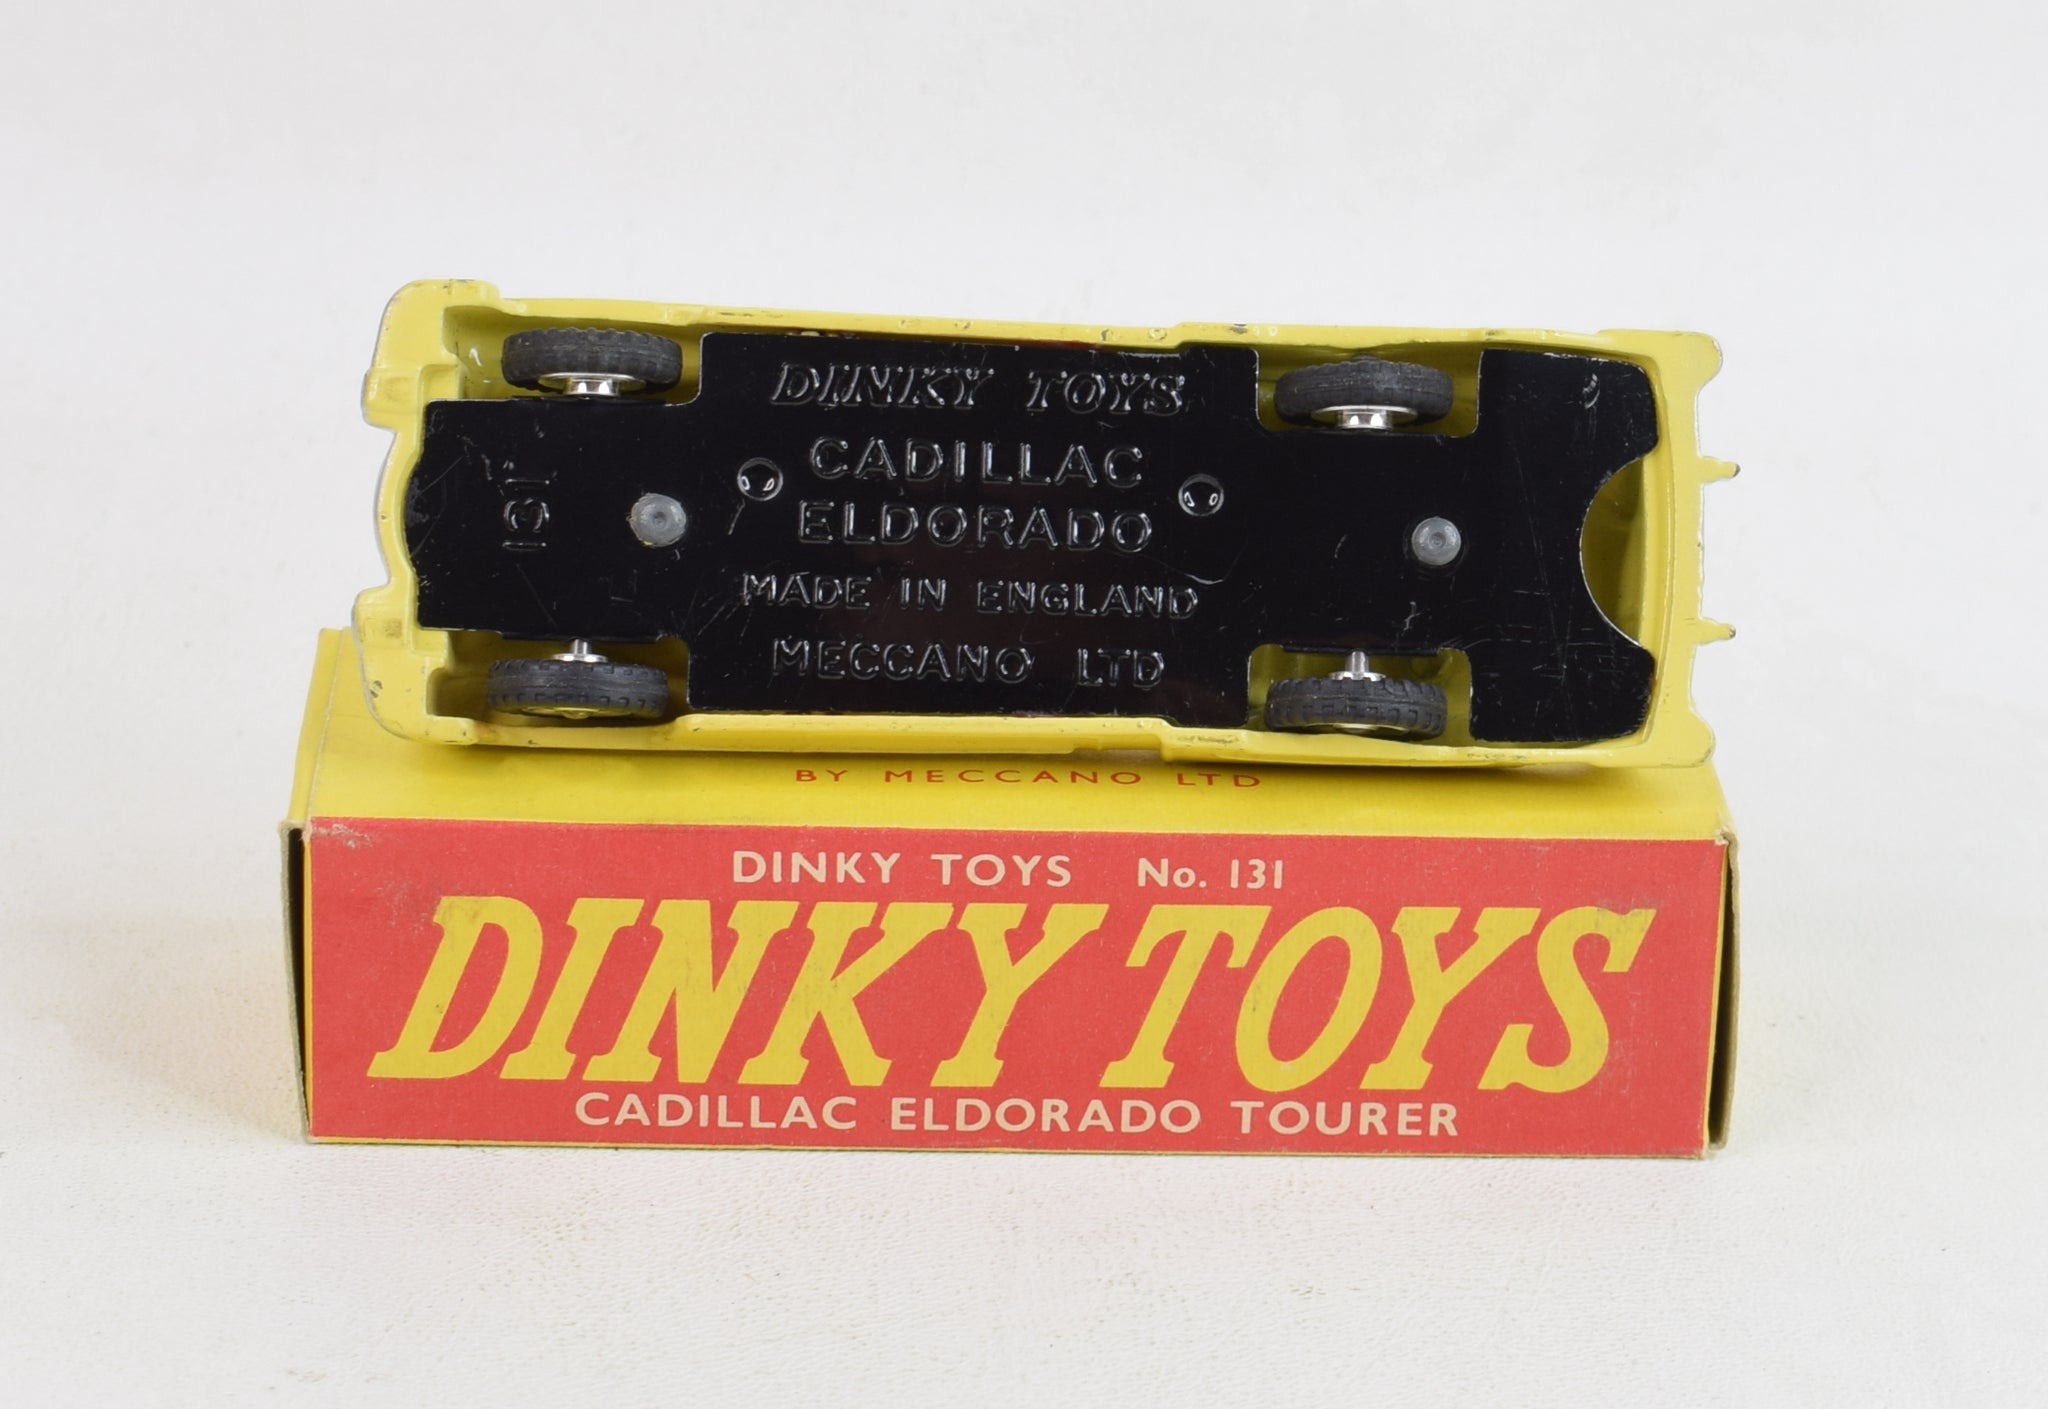 DINKY TOYS
CADILLAC
ELDORADO
MADE IN ENGLAND
MECCANO LTD
131
BY MECCANO LTD
DINKY TOYS No. 131
DINKY TOYS
CADILLAC ELDORADO TOURER